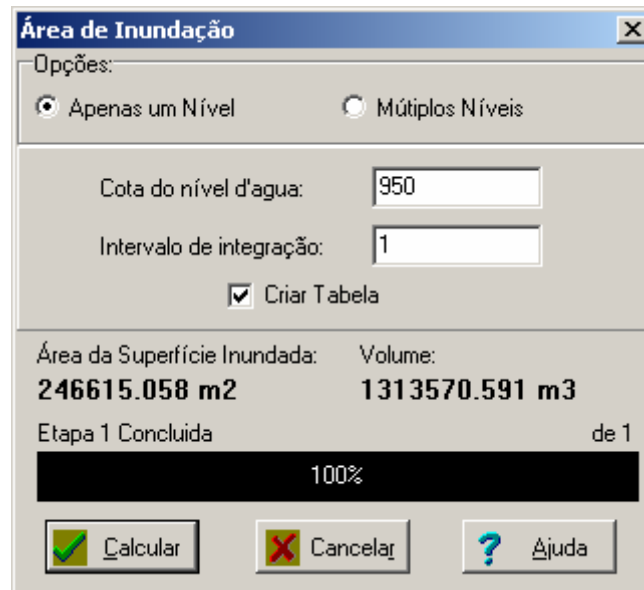 Área de Inundação
Opções:
Apenas um Nível Mútiplos Níveis
Cota do nível d'agua: 950
Intervalo de integração: 1
Criar Tabela
Área da Superfície Inundada: Volume:
246615.058 m2 1313570.591 m3
Etapa 1 Concluida de 1
100%
Calcular Cancelar Ajuda